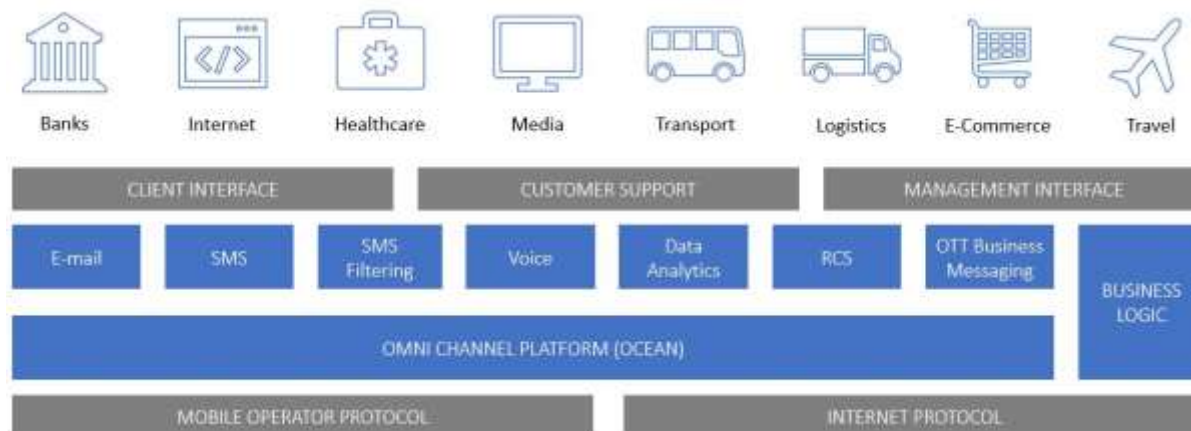 </>
Banks
Internet
Healthcare
Media
Transport
Logistics
E-Commerce
Travel
CLIENT INTERFACE
CUSTOMER SUPPORT
MANAGEMENT INTERFACE
E-mail
SMS
SMS
Filtering
Voice
Data
Analytics
RCS
OTT Business
Messaging
BUSINESS
LOGIC
OMNI CHANNEL PLATFORM (OCEAN)
MOBILE OPERATOR PROTOCOL
INTERNET PROTOCOL